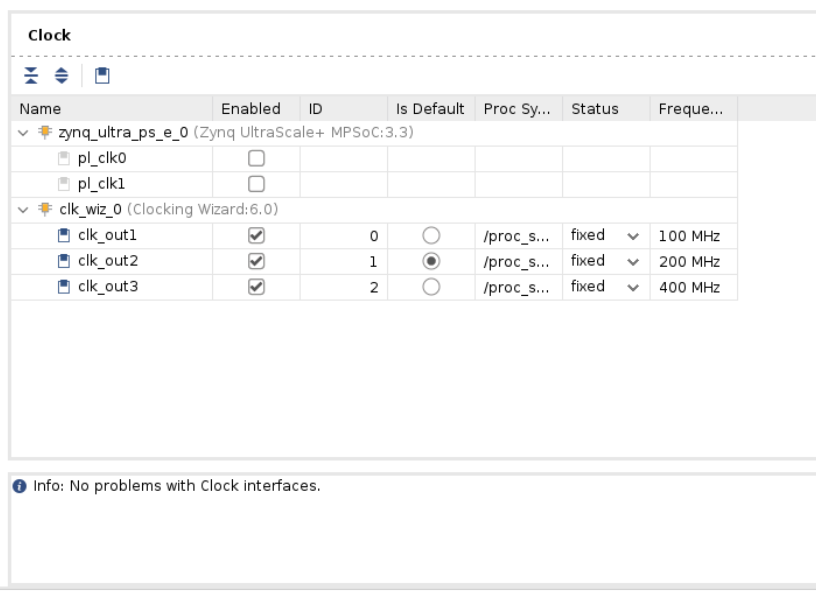 Clock
Name Enabled ID Is Default Proc Sy... Status Freque...
zynq_ultra_ps_e_0 (Zynq UltraScale+ MPSoC:3.3)
pl_clk0
pl_clk1
clk_wiz_0 (Clocking Wizard:6.0)
clk_out1 0 /proc_s... fixed 100 MHz
clk_out2 1 /proc_s... fixed 200 MHz
clk_out3 2 /proc_s... fixed 400 MHz
Info: No problems with Clock interfaces.